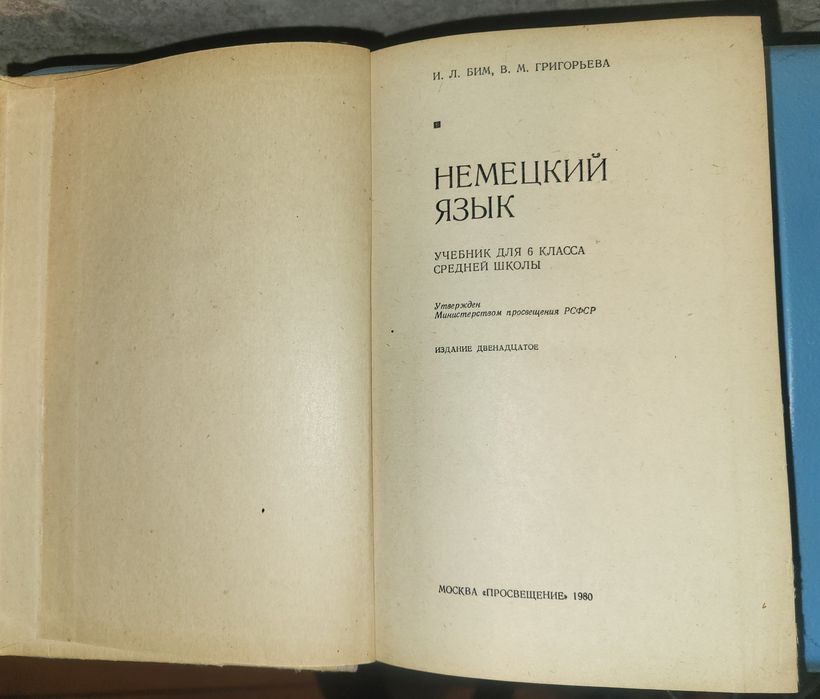 И. Л. БИМ, В. М. ГРИГОРЬЕВА
НЕМЕЦКИЙ
ЯЗЫК
УЧЕБНИК ДЛЯ 6 КЛАССА
СРЕДНЕЙ ШКОЛЫ
Утвержден
Министерством просвещения РСФСР
ИЗДАНИЕ ДВЕНАДЦАТОЕ
МОСКВА «ПРОСВЕЩЕНИЕ» 1980